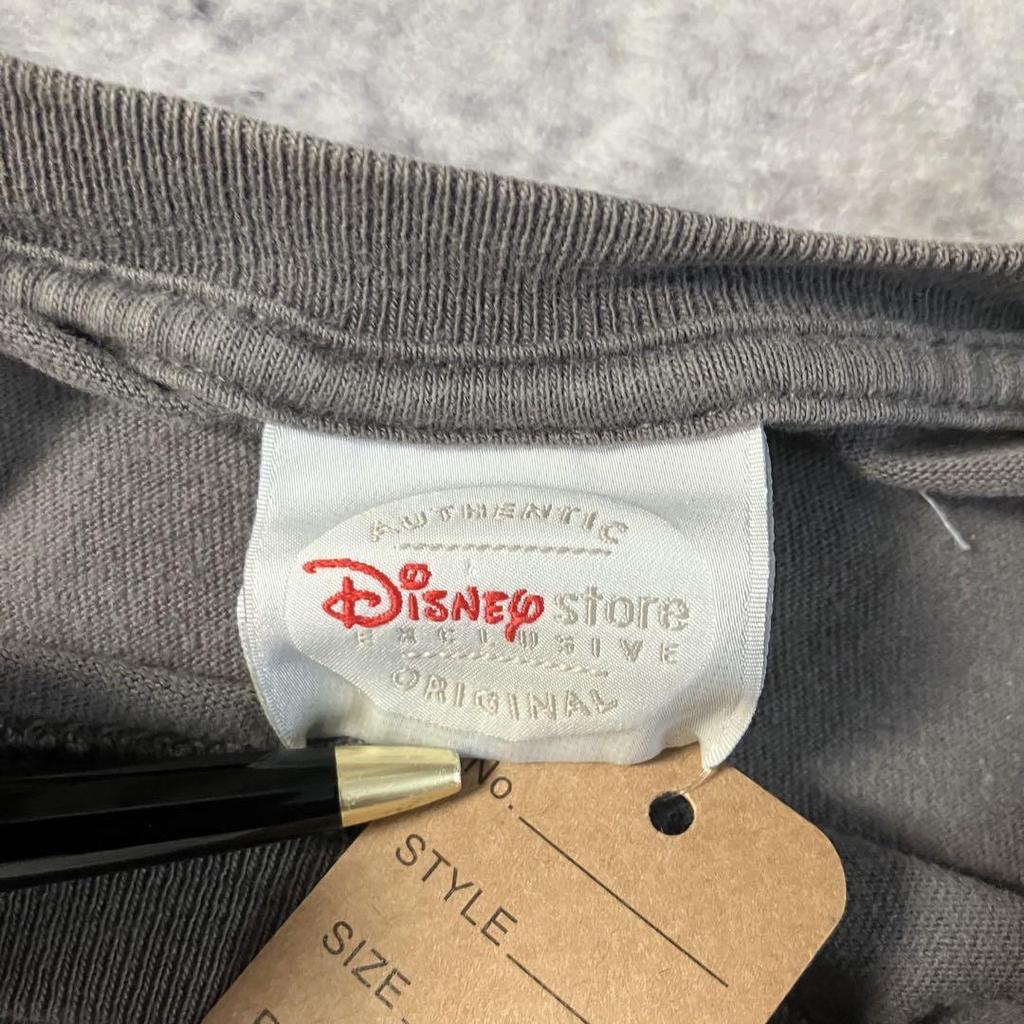 AUTHENTIC
Disney store
EXCLUSIVE
ORIGINAL
No.
STYLE
SIZE